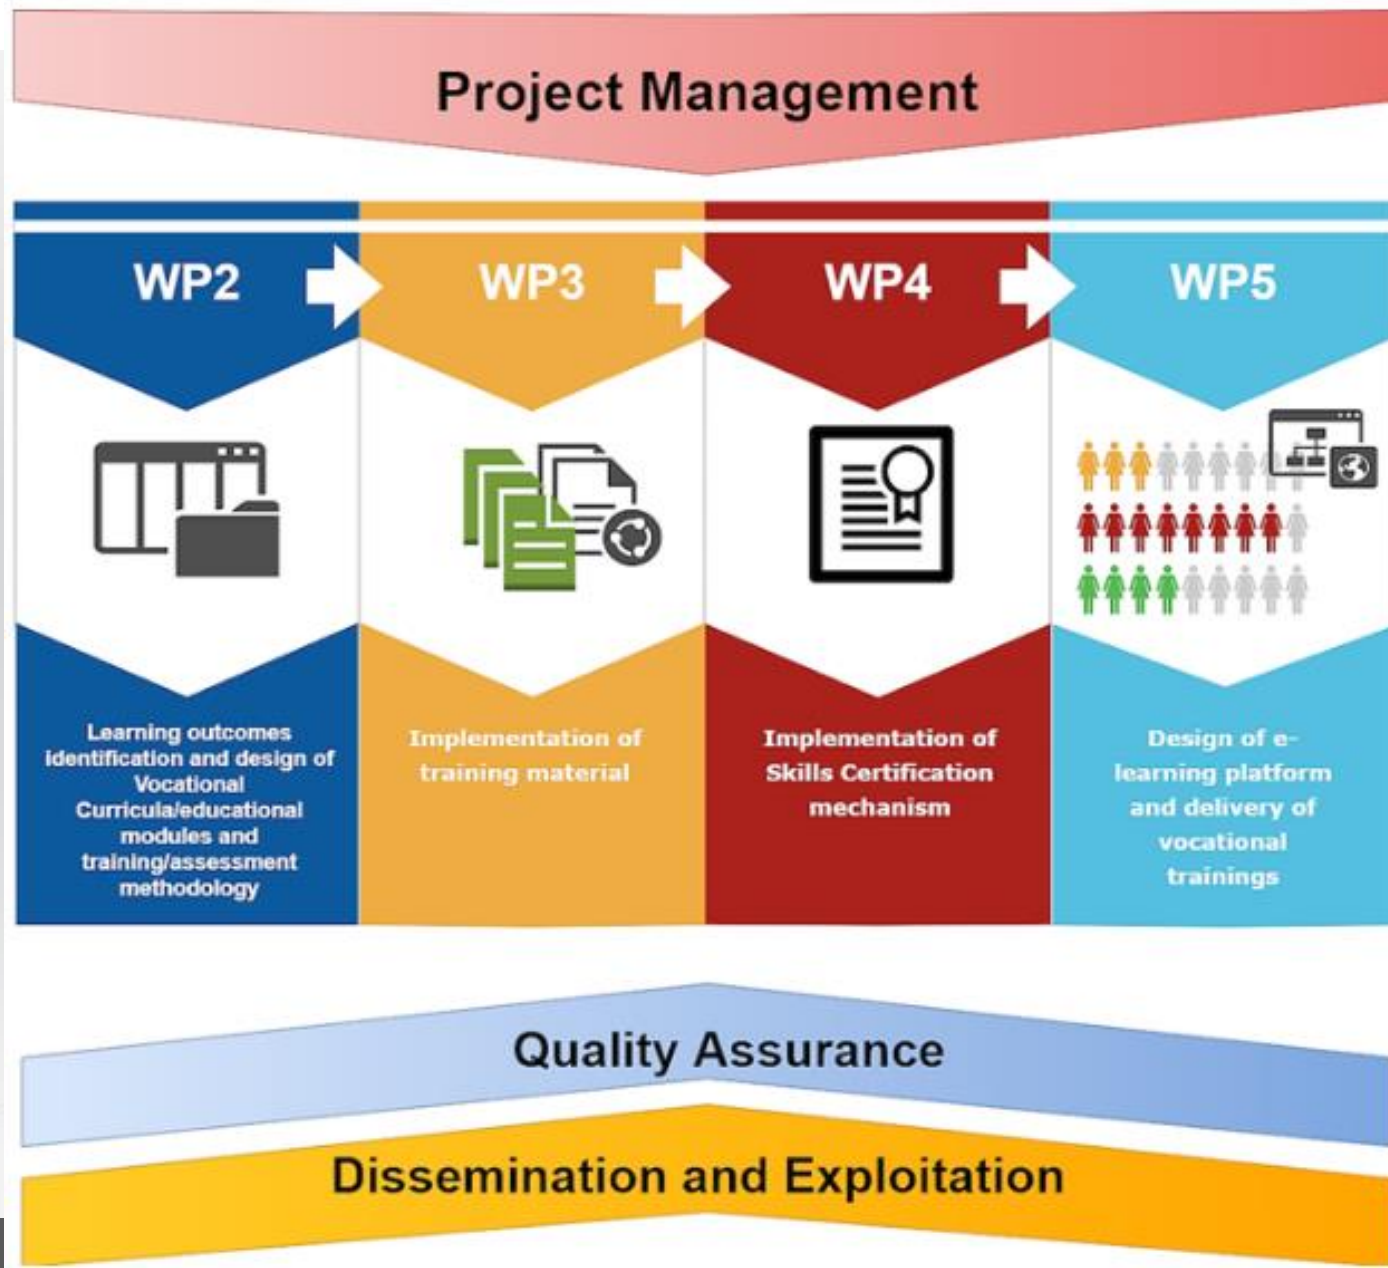 Project Management
WP2
WP3
WP4
WP5
Learning outcomes
identification and design of
Vocational
Curricula/educational
modules and
training/assessment
methodology
Implementation of
training material
Implementation of
Skills Certification
mechanism
Design of e-
learning platform
and delivery of
vocational
trainings
Quality Assurance
Dissemination and Exploitation